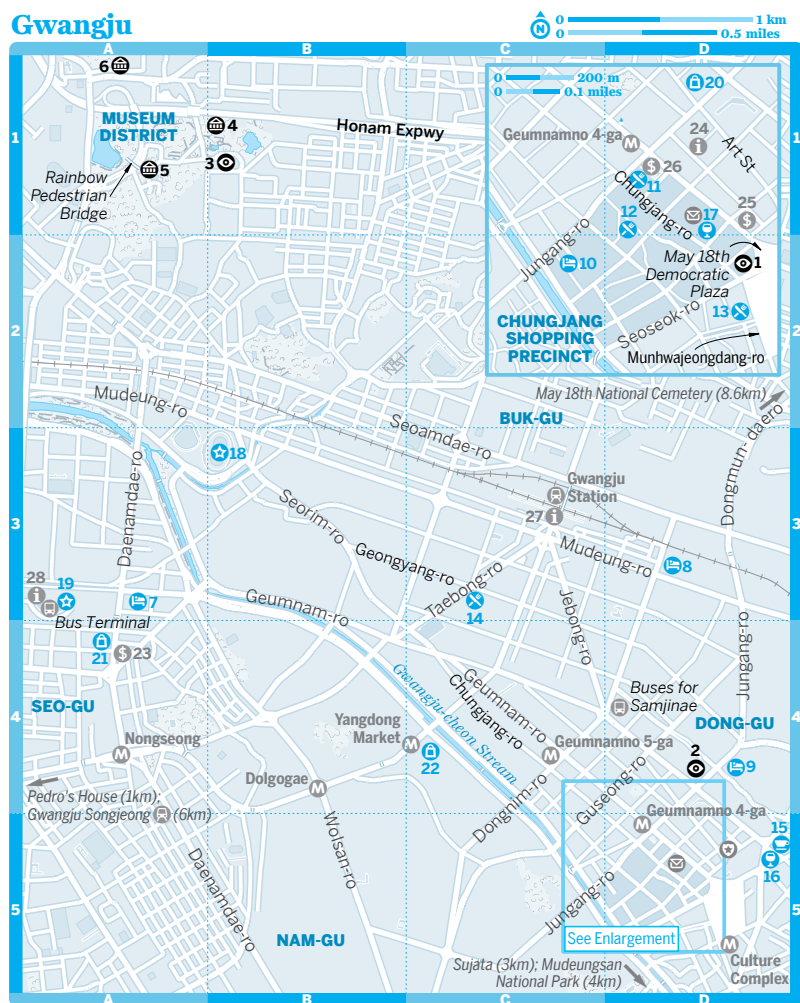 Gwangju
N
0 1 km
0 0.5 miles
A B C D
1
2
3
4
5
6
MUSEUM
DISTRICT
4
3
5
Rainbow
Pedestrian
Bridge
Honam Expwy
0 200 m
0 0.1 miles
20
Geumnamno 4-ga
M
24
i
Art St
$ 26
11
Chungjang-ro
12
17
25
$
Jungang-ro
10
May 18th
Democratic
Plaza
1
13
CHUNGJANG
SHOPPING
PRECINCT
Seoseok-ro
Munhwajeongdang-ro
May 18th National Cemetery (8.6km)
Mudeung-ro
BUK-GU
Seoamdae-ro
Dongmun-daero
18
Daenamdae-ro
Gwangju
Station
27 i
Seorim-ro
Mudeung-ro
8
Geongyang-ro
Taebong-ro
28
i
19
7
14
Geumnam-ro
Jebong-ro
Bus Terminal
21
$ 23
Jungang-ro
SEO-GU
Gwangju-cheon Stream
Geumnam-ro
Chungjang-ro
Buses for
Samjinae
DONG-GU
Yangdong
Market
M
22
Nongseong
M
Geumnamno 5-ga
M
2
9
Dolgogae
M
Guseong-ro
Pedro's House (1km);
Gwangju Songjeong (6km)
Dongnim-ro
Geumnamno 4-ga
M
15
16
Wolsan-ro
Daenamdae-ro
Jungang-ro
NAM-GU
See Enlargement
M
Culture
Complex
Sujata (3km); Mudeungsan
National Park (4km)
A B C D
1
2
3
4
5